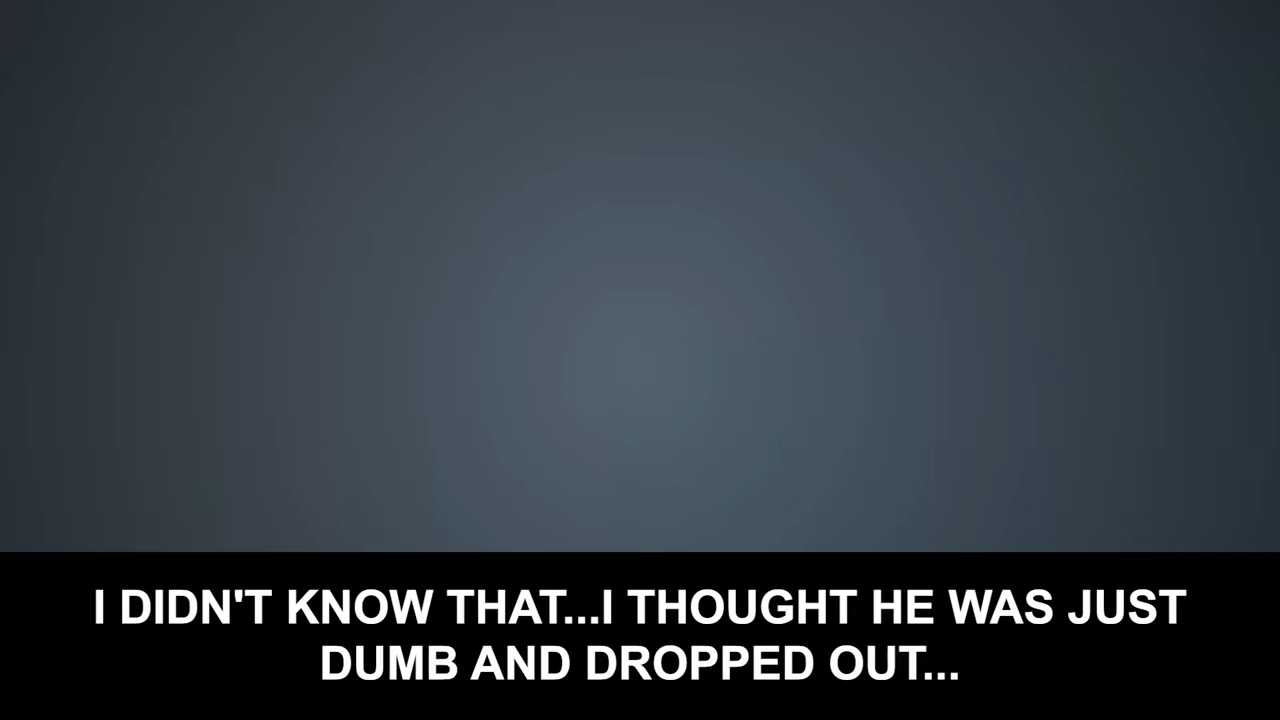 I DIDN'T KNOW THAT...I THOUGHT HE WAS JUST
DUMB AND DROPPED OUT...